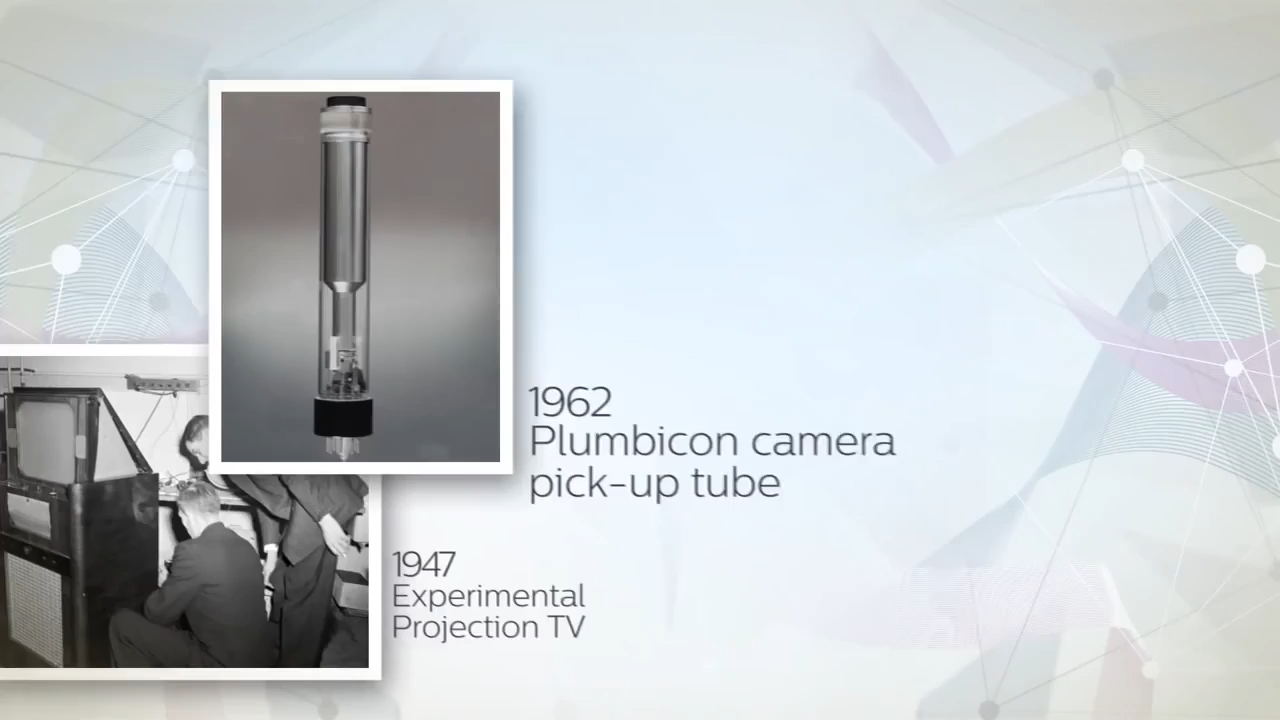 1962
Plumbicon camera
pick-up tube
1947
Experimental
Projection TV